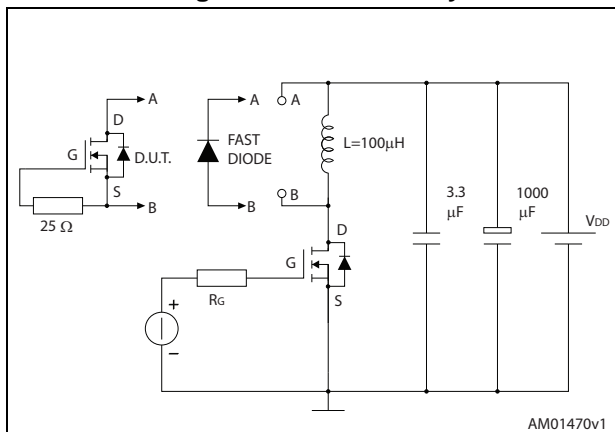 A
D
G
D.U.T.
S
B
25 Ω
A
FAST
DIODE
B
A
L=100μH
B
D
G
S
RG
+
–
3.3
μF
1000
μF
VDD
AM01470v1